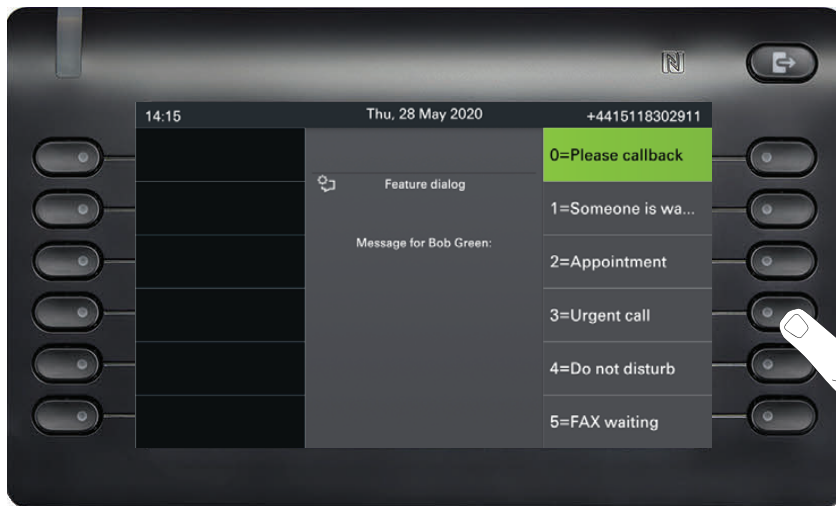 14:15 Thu, 28 May 2020 +4415118302911
0=Please callback
Feature dialog
1=Someone is wa...
Message for Bob Green:
2=Appointment
3=Urgent call
4=Do not disturb
5=FAX waiting